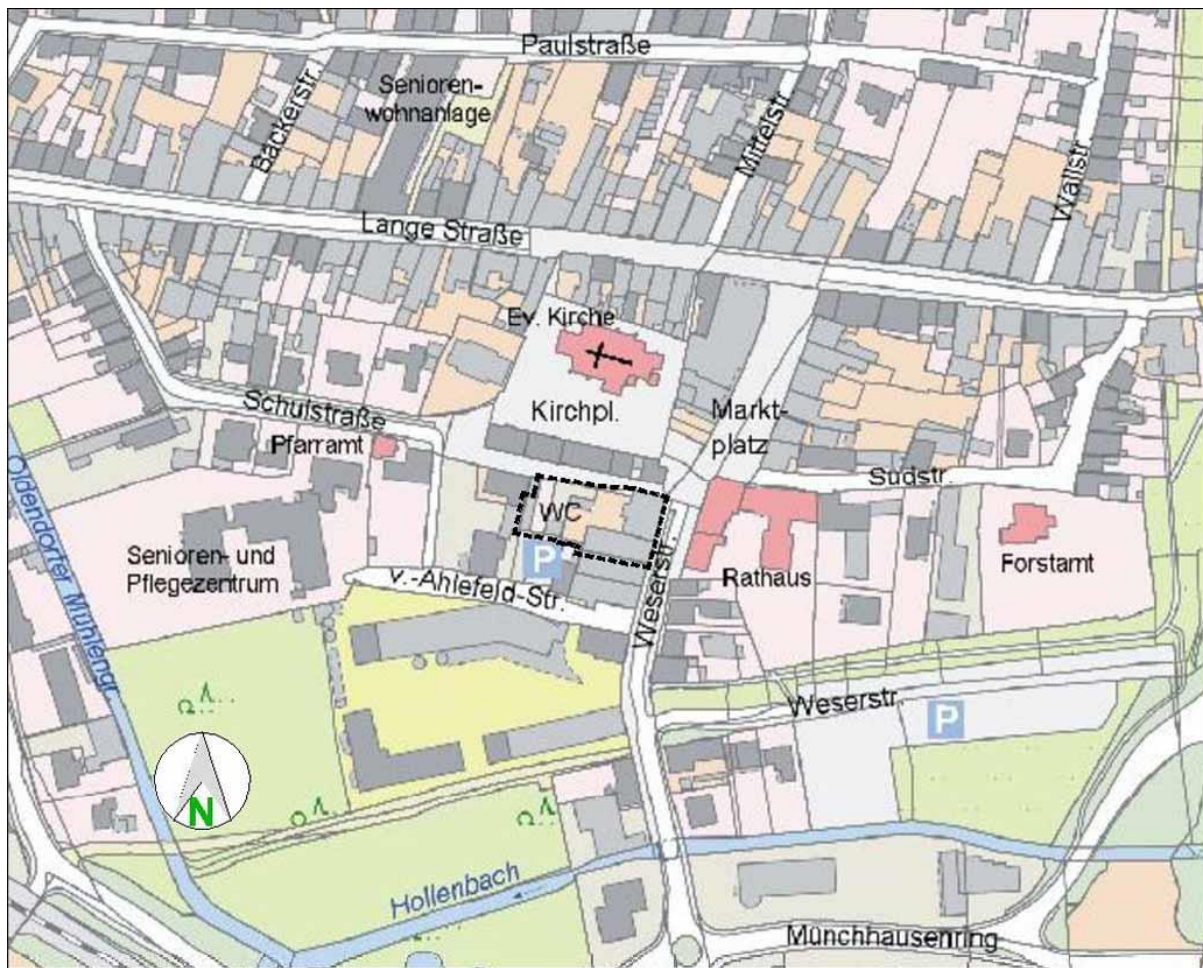 Paulstraße
Senioren-
wohnanlage
Bäckerstr.
Mittelstr.
Wallstr.
Lange Straße
Ev. Kirche
Kirchpl.
Markt-
platz
Schulstraße
Pfarramt
Südstr.
WC
Oldendorfer Mühlengr.
Senioren- und
Pflegezentrum
P
v.-Ahlefeld-Str.
Weserstr.
Rathaus
Forstamt
Weserstr.
P
N
Hollenbach
Münchhausenring